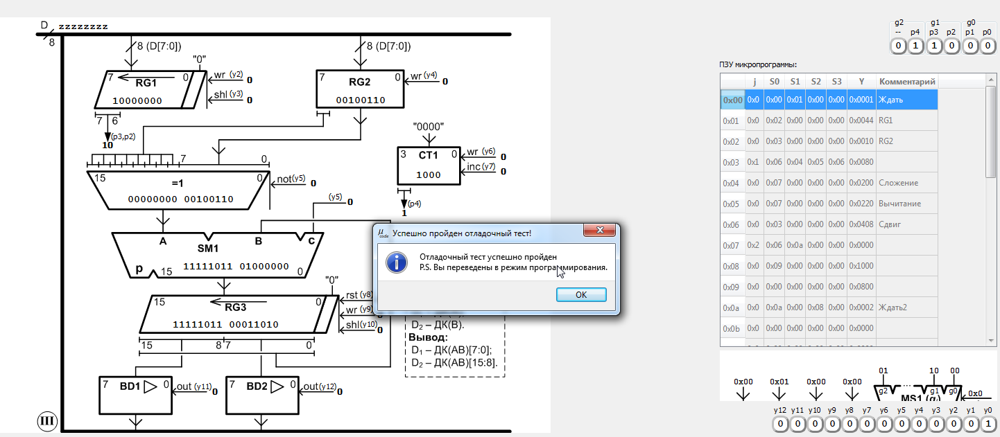 D zzzzzzzz
8
8 (D[7:0])
8 (D[7:0])
"0"
7 0
RG1
10000000
wr (y2) 0
shl (y3) 0
7 6
(p3,p2)
10
7 0
RG2
00100110
wr (y4) 0
"0000"
3 CT1 0
1000
wr (y6) 0
inc(y7) 0
(p4)
1
7 0
15 0
=1
00000000 00100110
not(y5) 0
(y5) 0
A B C
SM1
11111011 01000000
p 15 0
"0"
15 0
RG3
11111011 00011010
rst (y8)
wr (y9)
shl(y10) 0
15 8 7 0
7 BD1 0
out (y11) 0
7 BD2 0
out(y12) 0
III
D₂ – ДК(B).
Вывод:
D₁ – ДК(AB)[7:0];
D₂ – ДК(AB)[15:8].
μcode Успешно пройден отладочный тест!
Отладочный тест успешно пройден
P.S. Вы переведены в режим программирования.
OK
g2 g1 g0
-- p4 p3 p2 p1 p0
0 1 1 0 0 0
ПЗУ микропрограммы:
j S0 S1 S2 S3 Y Комментарий
0x00 0x0 0x00 0x01 0x00 0x00 0x0001 Ждать
0x01 0x0 0x02 0x00 0x00 0x00 0x0044 RG1
0x02 0x0 0x03 0x00 0x00 0x00 0x0010 RG2
0x03 0x1 0x06 0x04 0x05 0x06 0x0080
0x04 0x0 0x07 0x00 0x00 0x00 0x0200 Сложение
0x05 0x0 0x07 0x00 0x00 0x00 0x0220 Вычитание
0x06 0x0 0x03 0x00 0x00 0x00 0x0408 Сдвиг
0x07 0x2 0x06 0x0a 0x00 0x00 0x0000
0x08 0x0 0x09 0x00 0x00 0x00 0x1000
0x09 0x0 0x00 0x00 0x00 0x00 0x0800
0x0a 0x0 0x0a 0x00 0x08 0x00 0x0002 Ждать2
0x0b 0x0 0x00 0x00 0x00 0x00 0x0000
01 10 00
0x00 0x01 0x00 0x00
g2 ... g1 g0
MS1 0x0
y12 y11 y10 y9 y8 y7 y6 y5 y4 y3 y2 y1 y0
0 0 0 0 0 0 0 0 0 0 0 0 1